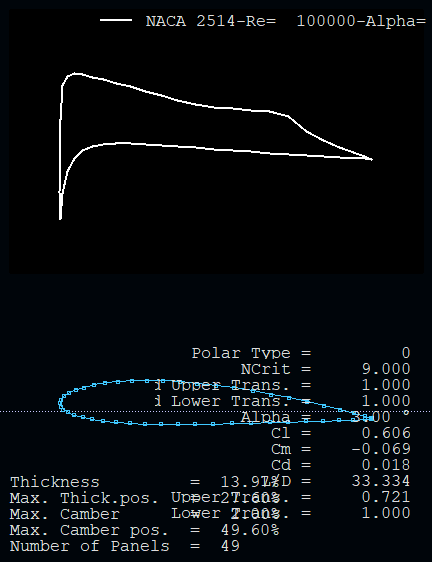 NACA 2514-Re= 100000-Alpha=
Polar Type = 0
NCrit = 9.000
1 Upper Trans. = 1.000
1 Lower Trans. = 1.000
Alpha = 3.00 °
Cl = 0.606
Cm = -0.069
Cd = 0.018
Thickness = 13.97% L/D = 33.334
Max. Thick.pos. = 27.60% Upper Trans. = 0.721
Max. Camber = 2.00% Lower Trans. = 1.000
Max. Camber pos. = 49.60%
Number of Panels = 49